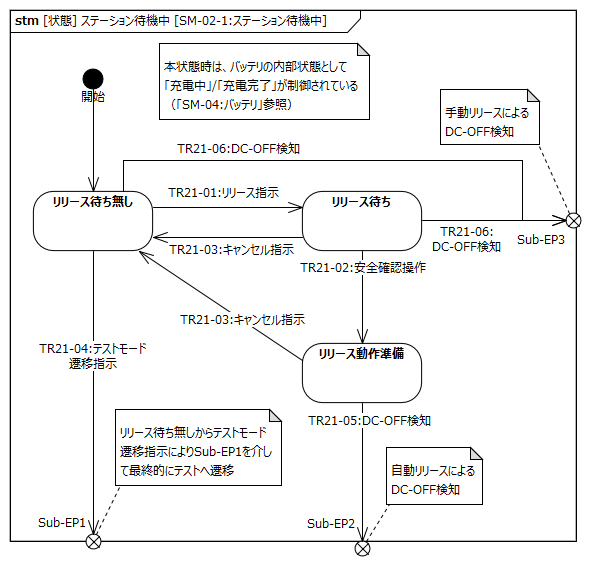 stm [状態] ステーション待機中 [SM-02-1:ステーション待機中]
本状態時は、バッテリの内部状態として
「充電中」/「充電完了」が制御されている
（「SM-04:バッテリ」参照）
開始
手動リリースによる
DC-OFF検知
TR21-06:DC-OFF検知
リリース待ち無し
TR21-01:リリース指示
リリース待ち
TR21-03:キャンセル指示
TR21-06:
DC-OFF検知
Sub-EP3
TR21-02:安全確認操作
TR21-03:キャンセル指示
TR21-04:テストモード
遷移指示
リリース動作準備
TR21-05:DC-OFF検知
リリース待ち無しからテストモード
遷移指示によりSub-EP1を介し
て最終的にテストへ遷移
自動リリースによる
DC-OFF検知
Sub-EP1
Sub-EP2